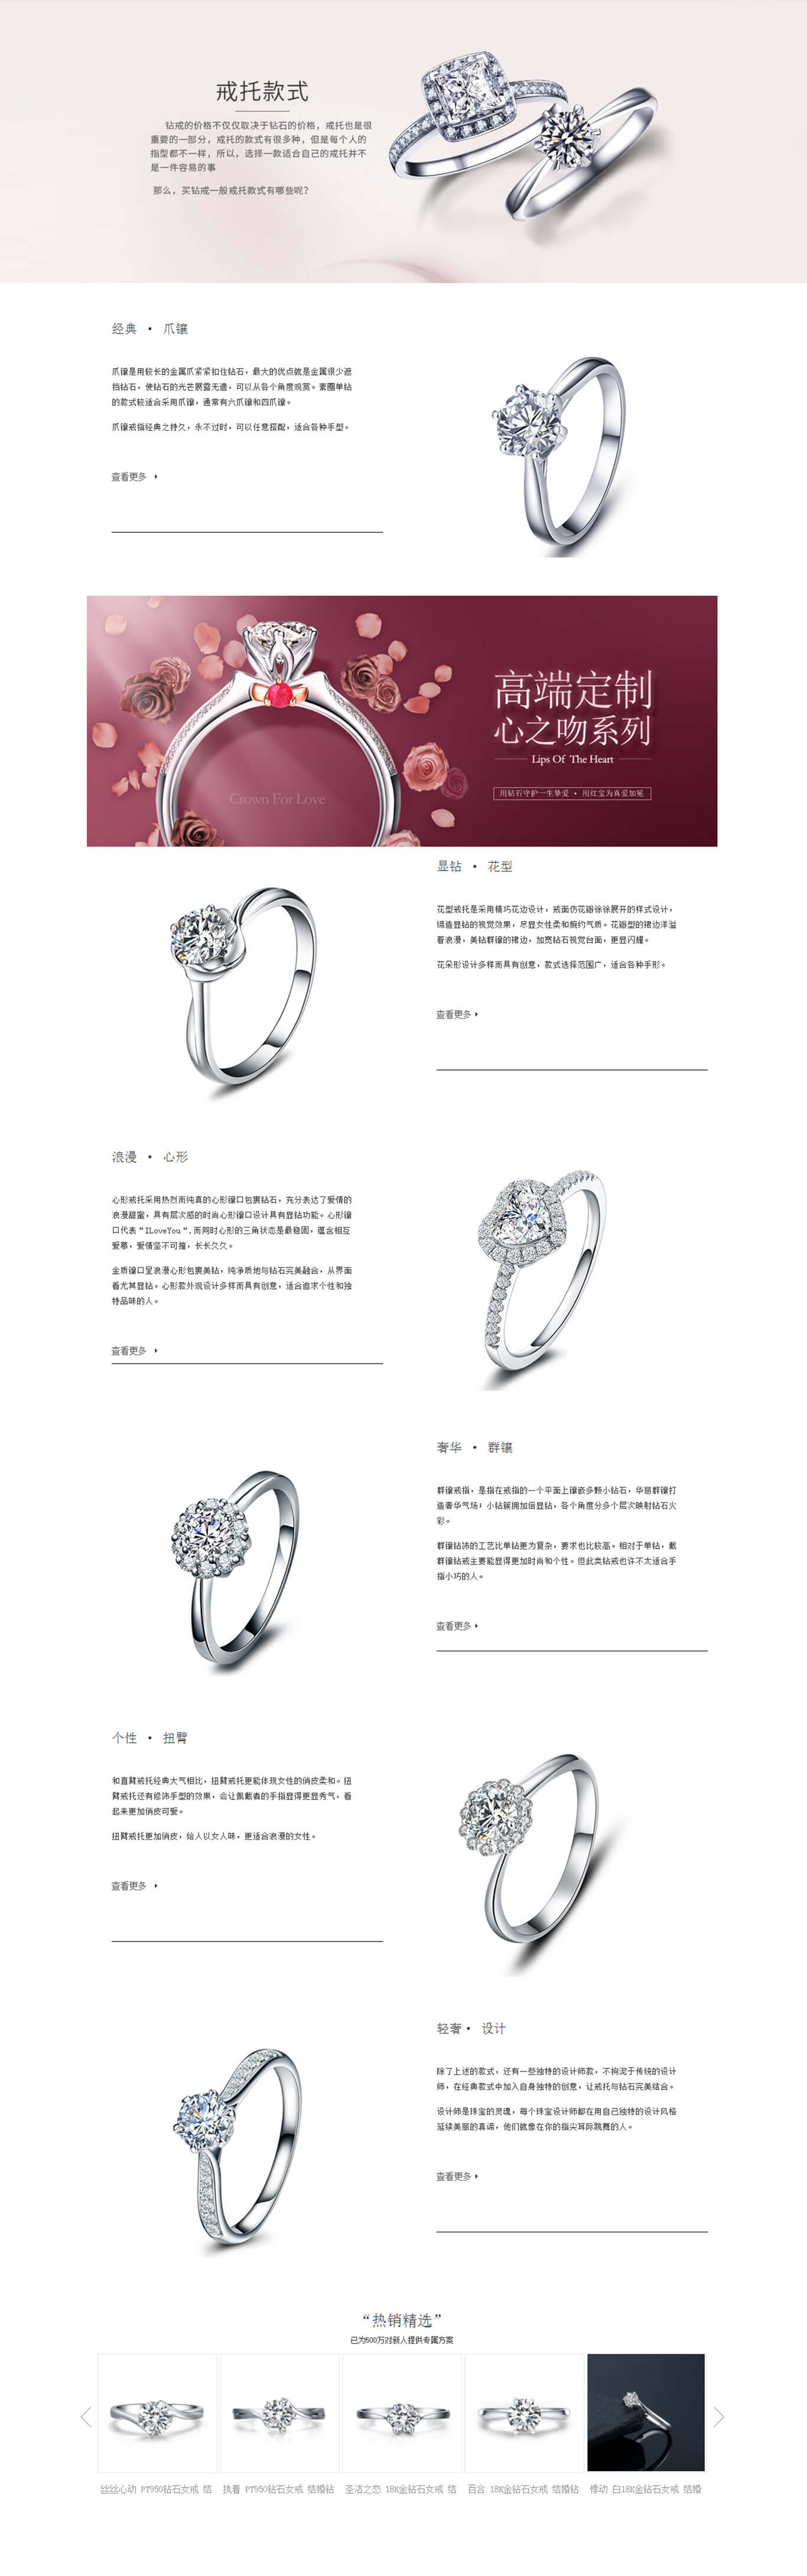 戒托款式
钻戒的价格不仅仅取决于钻石的价格，戒托也是很
重要的一部分，戒托的款式有很多种，但是每个人的
指型都不一样，所以，选择一款适合自己的戒托并不
是一件容易的事
那么，买钻戒一般戒托款式有哪些呢？
经典 • 爪镶
爪镶是用较长的金属爪紧紧扣住钻石，最大的优点就是金属很少遮
挡钻石，使钻石的光芒展露无遗，可以从各个角度观赏。素圈单钻
的款式较适合采用爪镶，通常有六爪镶和四爪镶。
爪镶戒指经典之持久，永不过时，可以任意搭配，适合各种手型。
查看更多
高端定制
心之吻系列
Lips Of The Heart
Crown For Love
用钻石守护一生挚爱 • 用红宝为真爱加冕
显钻 • 花型
花型戒托是采用精巧花边设计，戒面仿花瓣徐徐展开的样式设计，
缔造显钻的视觉效果，尽显女性柔和婉约气质。花瓣型的裙边洋溢
着浪漫，美钻群镶的裙边，加宽钻石视觉台面，更显闪耀。
花朵形设计多样而具有创意，款式选择范围广，适合各种手形。
查看更多
浪漫 • 心形
心形戒托采用热烈而纯真的心形镶口包裹钻石，充分表达了爱情的
浪漫甜蜜，具有层次感的时尚心形镶口设计具有显钻功能。心形镶
口代表“ILoveYou“,而同时心形的三角状态是最稳固，蕴含相互
爱慕，爱情坚不可摧，长长久久。
金质镶口呈浪漫心形包裹美钻，纯净质地与钻石完美融合，从界面
看尤其显钻。心形款外观设计多样而具有创意，适合追求个性和独
特品味的人。
查看更多
奢华 • 群镶
群镶戒指，是指在戒指的一个平面上镶嵌多颗小钻石，华丽群镶打
造奢华气场！小钻簇拥加倍显钻，各个角度分多个层次映射钻石火
彩。
群镶钻饰的工艺比单钻更为复杂，要求也比较高。相对于单钻，戴
群镶钻戒主要能显得更加时尚和个性。但此类钻戒也许不太适合手
指小巧的人。
查看更多
个性 • 扭臂
和直臂戒托经典大气相比，扭臂戒托更能体现女性的俏皮柔和。扭
臂戒托还有修饰手型的效果，会让佩戴者的手指显得更显秀气，看
起来更加俏皮可爱。
扭臂戒托更加俏皮，给人以女人味，更适合浪漫的女性。
查看更多
轻奢• 设计
除了上述的款式，还有一些独特的设计师款，不拘泥于传统的设计
师，在经典款式中加入自身独特的创意，让戒托与钻石完美结合。
设计师是珠宝的灵魂，每个珠宝设计师都在用自己独特的设计风格
延续美丽的真谛，他们就像在你的指尖耳际跳舞的人。
查看更多
“热销精选”
已为500万对新人提供专属方案
丝丝心动 PT950钻石女戒 结
执着 PT950钻石女戒 结婚钻
圣洁之恋 18K金钻石女戒 结
百合 18K金钻石女戒 结婚钻
悸动 白18K金钻石女戒 结婚